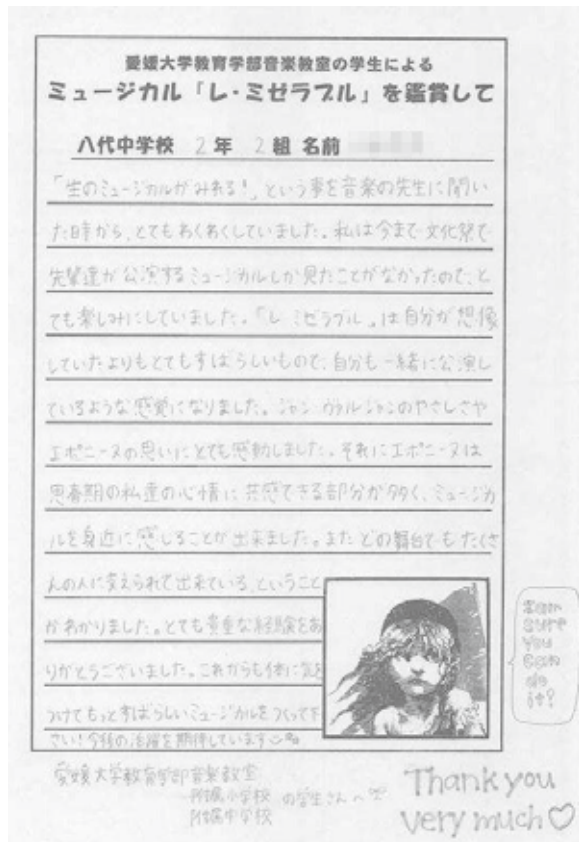 愛媛大学教育学部音楽教室の学生による
ミュージカル「レ・ミゼラブル」を鑑賞して
八代中学校 2年 2組 名前
「生のミュージカルがみれる!」という事を音楽の先生に聞い
た時から、とてもわくわくしていました。私は今まで文化祭で
先輩達が公演するミュージカルしか見たことがなかったので、と
ても楽しみにしていました。「レ ミゼラブル」は自分が想像
していたよりもとてもすばらしいもので、自分も一緒に公演し
ているような感覚になりました。ジャン ヴァルジャンのやさしさや
エポニーヌの思いにとても感動しました。それにエポニーヌは
思春期の私達の心情に共感できる部分が多く、ミュージカ
ルを身近に感じることが出来ました。また どの舞台でも たくさ
んの人に支えられて出来ている、ということ
がわかりました。とても貴重な経験をあ
りがとうございました。これからも体に気を
つけてもっとすばらしいミュージカルをつくって下
さい!今後の活躍を期待しています
I am
sure
you
can
do
it?
愛媛大学教育学部音楽教室
附属小学校 の学生さんへ
附属中学校
Thank you
very much♡